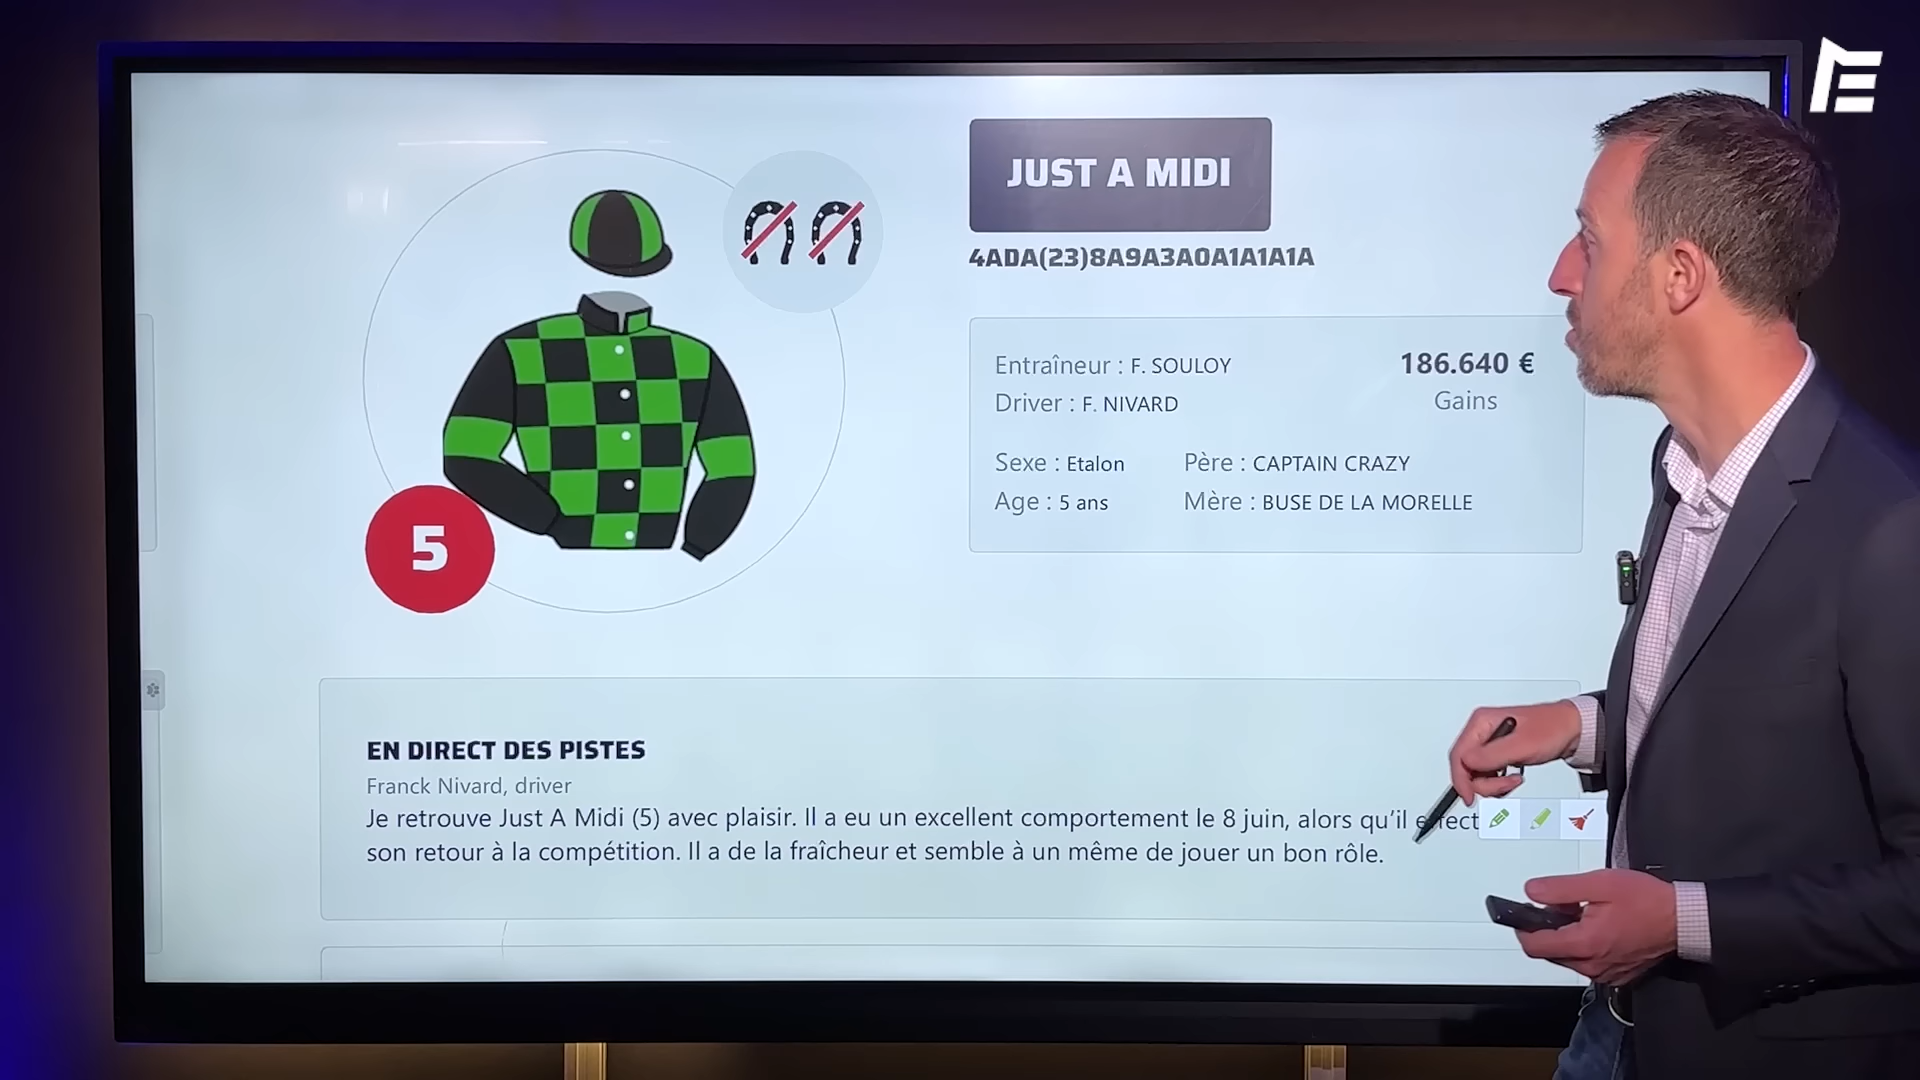 JUST A MIDI
4ADA(23)8A9A3A0A1A1A1A
Entraîneur : F. SOULOY
186.640 €
Driver : F. NIVARD
Gains
Sexe : Etalon
Père : CAPTAIN CRAZY
Age : 5 ans
Mère : BUSE DE LA MORELLE
5
EN DIRECT DES PISTES
Franck Nivard, driver
Je retrouve Just A Midi (5) avec plaisir. Il a eu un excellent comportement le 8 juin, alors qu'il
son retour à la compétition. Il a de la fraîcheur et semble à un même de jouer un bon rôle.